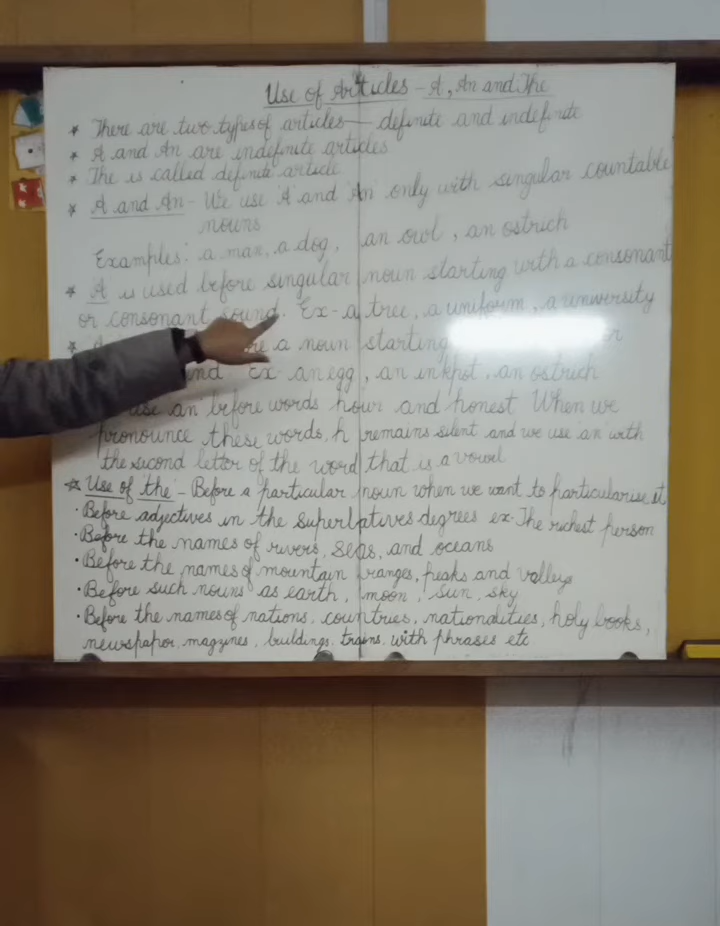 Use of Articles - A, An and The
* There are two types of articles — definite and indefinite
* A and An are indefinite articles
* The is called definite article
* A and An - We use 'A' and 'An' only with singular countable
nouns
Examples: a man, a dog, an owl, an ostrich
* A is used before singular noun starting with a consonant
or consonant sound. Ex - a tree, a uniform, a university
* a noun starting
Ex an egg, an inkpot, an ostrich
use an before words hour and honest When we
pronounce these words, h remains silent and we use 'an' with
the second letter of the word that is a vowel
* Use of 'the' - Before a particular noun when we want to particularise it
• Before adjectives in the superlatives degrees ex. The richest person
• Before the names of rivers, seas, and oceans
• Before the names of mountain ranges, peaks and valleys
• Before such nouns as earth, moon, sun, sky
• Before the names of nations, countries, nationalities, holy books,
newspaper, magzines, buildings, trains, with phrases etc